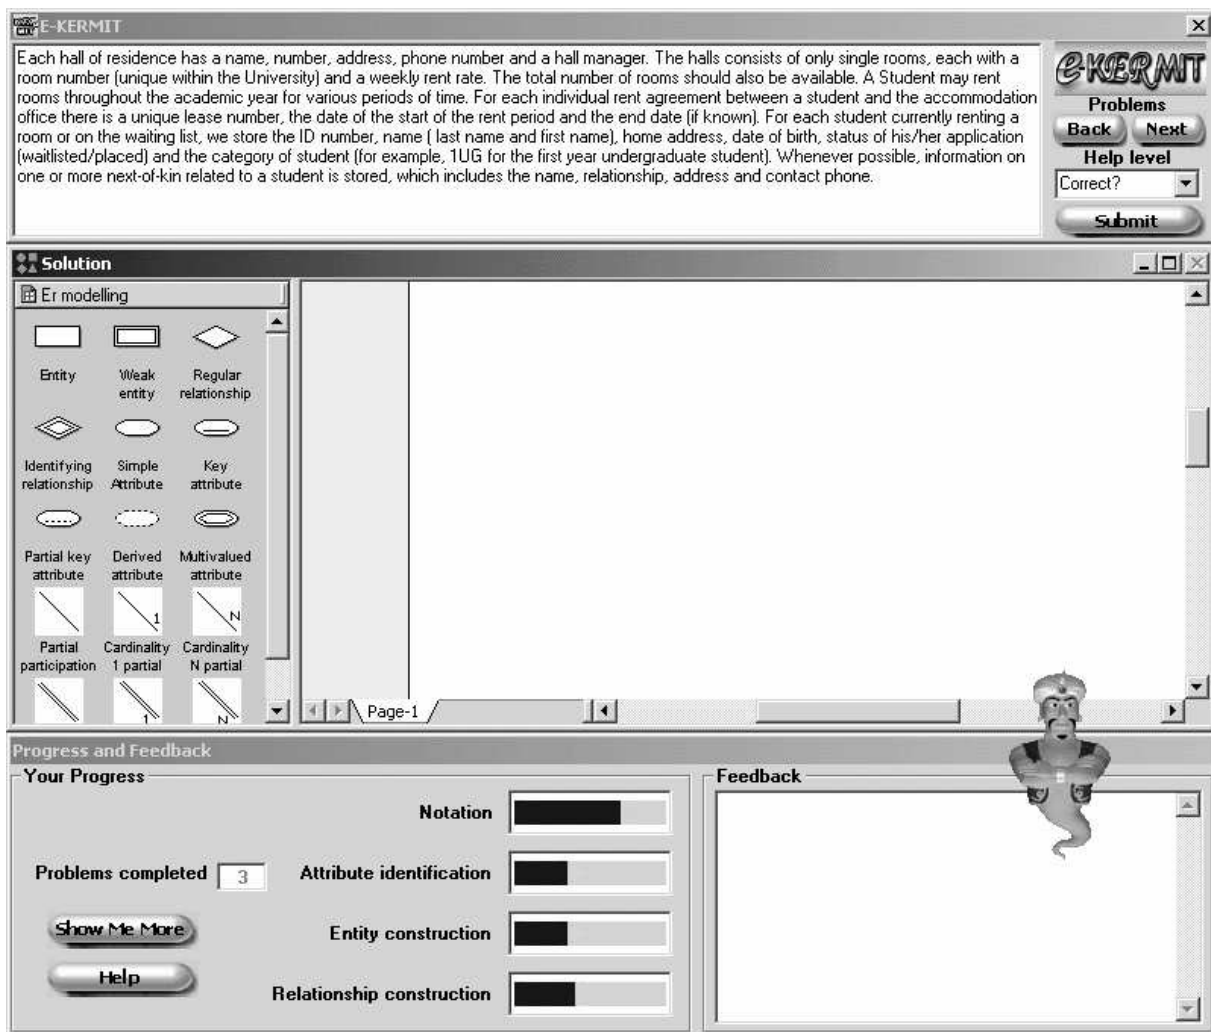 E-KERMIT
Each hall of residence has a name, number, address, phone number and a hall manager. The halls consists of only single rooms, each with a
room number (unique within the University) and a weekly rent rate. The total number of rooms should also be available. A Student may rent
rooms throughout the academic year for various periods of time. For each individual rent agreement between a student and the accommodation
office there is a unique lease number, the date of the start of the rent period and the end date (if known). For each student currently renting a
room or on the waiting list, we store the ID number, name ( last name and first name), home address, date of birth, status of his/her application
(waitlisted/placed) and the category of student (for example, 1UG for the first year undergraduate student). Whenever possible, information on
one or more next-of-kin related to a student is stored, which includes the name, relationship, address and contact phone.
e-KERMIT
Problems
Back Next
Help level
Correct?
Submit
Solution
Er modelling
Entity Weak entity Regular relationship
Identifying relationship Simple Attribute Key attribute
Partial key attribute Derived attribute Multivalued attribute
1 N
Partial participation Cardinality 1 partial Cardinality N partial
1 N
Page-1
Progress and Feedback
Your Progress
Feedback
Notation
Problems completed 3
Attribute identification
Show Me More
Entity construction
Help
Relationship construction